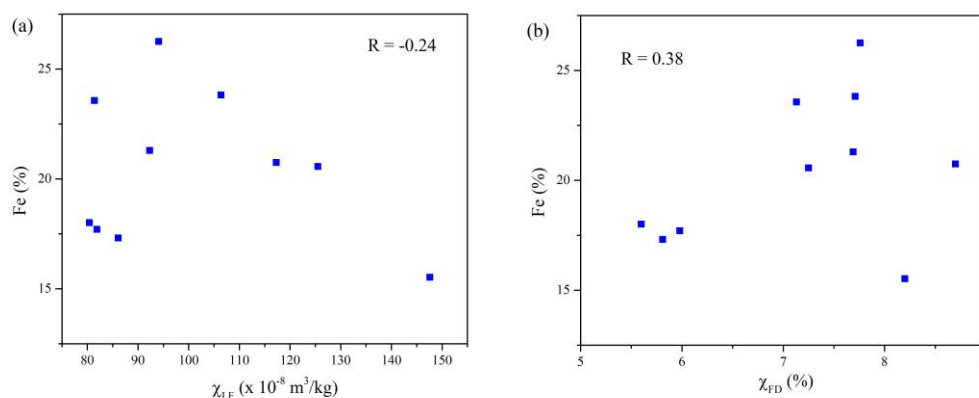 (a)
R = -0.24
25
20
15
Fe (%)
80 90 100 110 120 130 140 150
χLF (x 10⁻⁸ m³/kg)
(b)
R = 0.38
25
20
15
Fe (%)
5 6 7 8
χFD (%)